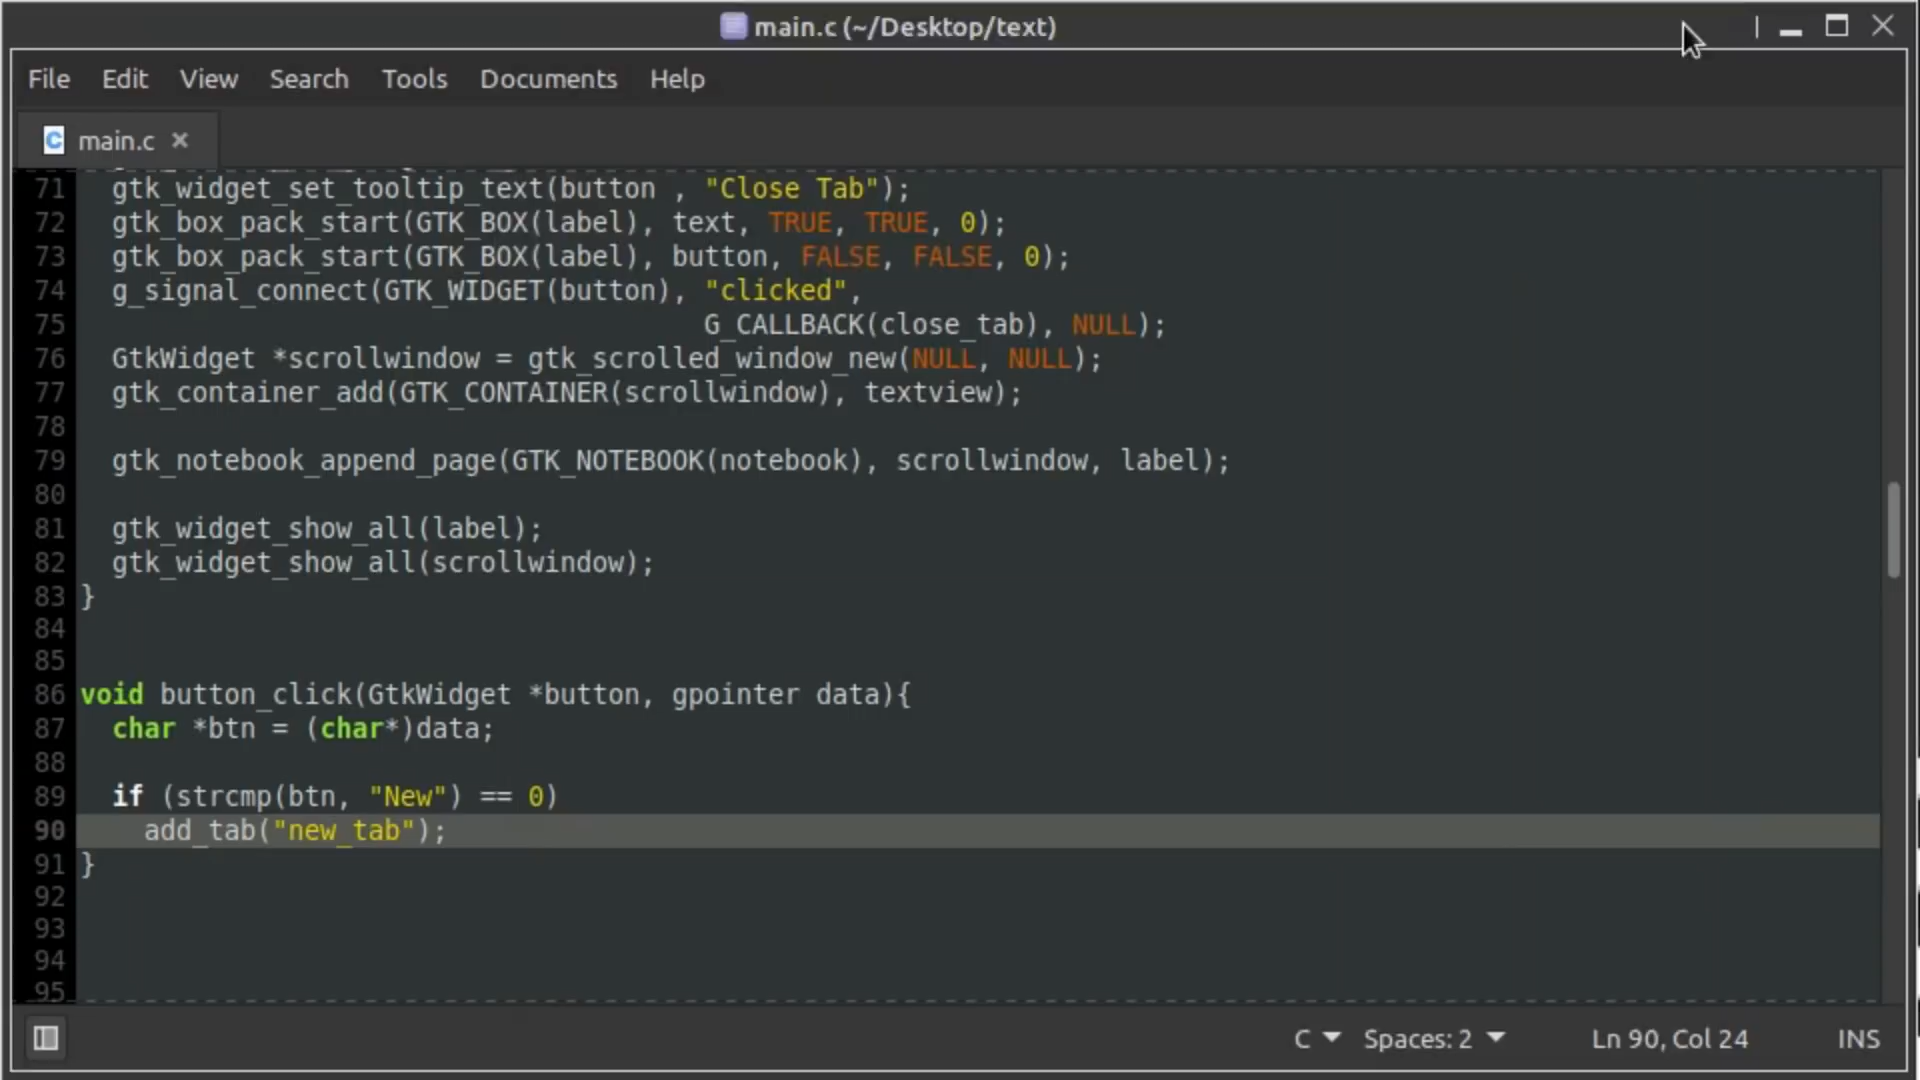 main.c (~/Desktop/text)
File Edit View Search Tools Documents Help
main.c
71 gtk_widget_set_tooltip_text(button , "Close Tab");
72 gtk_box_pack_start(GTK_BOX(label), text, TRUE, TRUE, 0);
73 gtk_box_pack_start(GTK_BOX(label), button, FALSE, FALSE, 0);
74 g_signal_connect(GTK_WIDGET(button), "clicked",
75 G_CALLBACK(close_tab), NULL);
76 GtkWidget *scrollwindow = gtk_scrolled_window_new(NULL, NULL);
77 gtk_container_add(GTK_CONTAINER(scrollwindow), textview);
78
79 gtk_notebook_append_page(GTK_NOTEBOOK(notebook), scrollwindow, label);
80
81 gtk_widget_show_all(label);
82 gtk_widget_show_all(scrollwindow);
83 }
84
85
86 void button_click(GtkWidget *button, gpointer data){
87 char *btn = (char*)data;
88
89 if (strcmp(btn, "New") == 0)
90 add_tab("new_tab");
91 }
92
93
94
95
C Spaces: 2 Ln 90, Col 24 INS